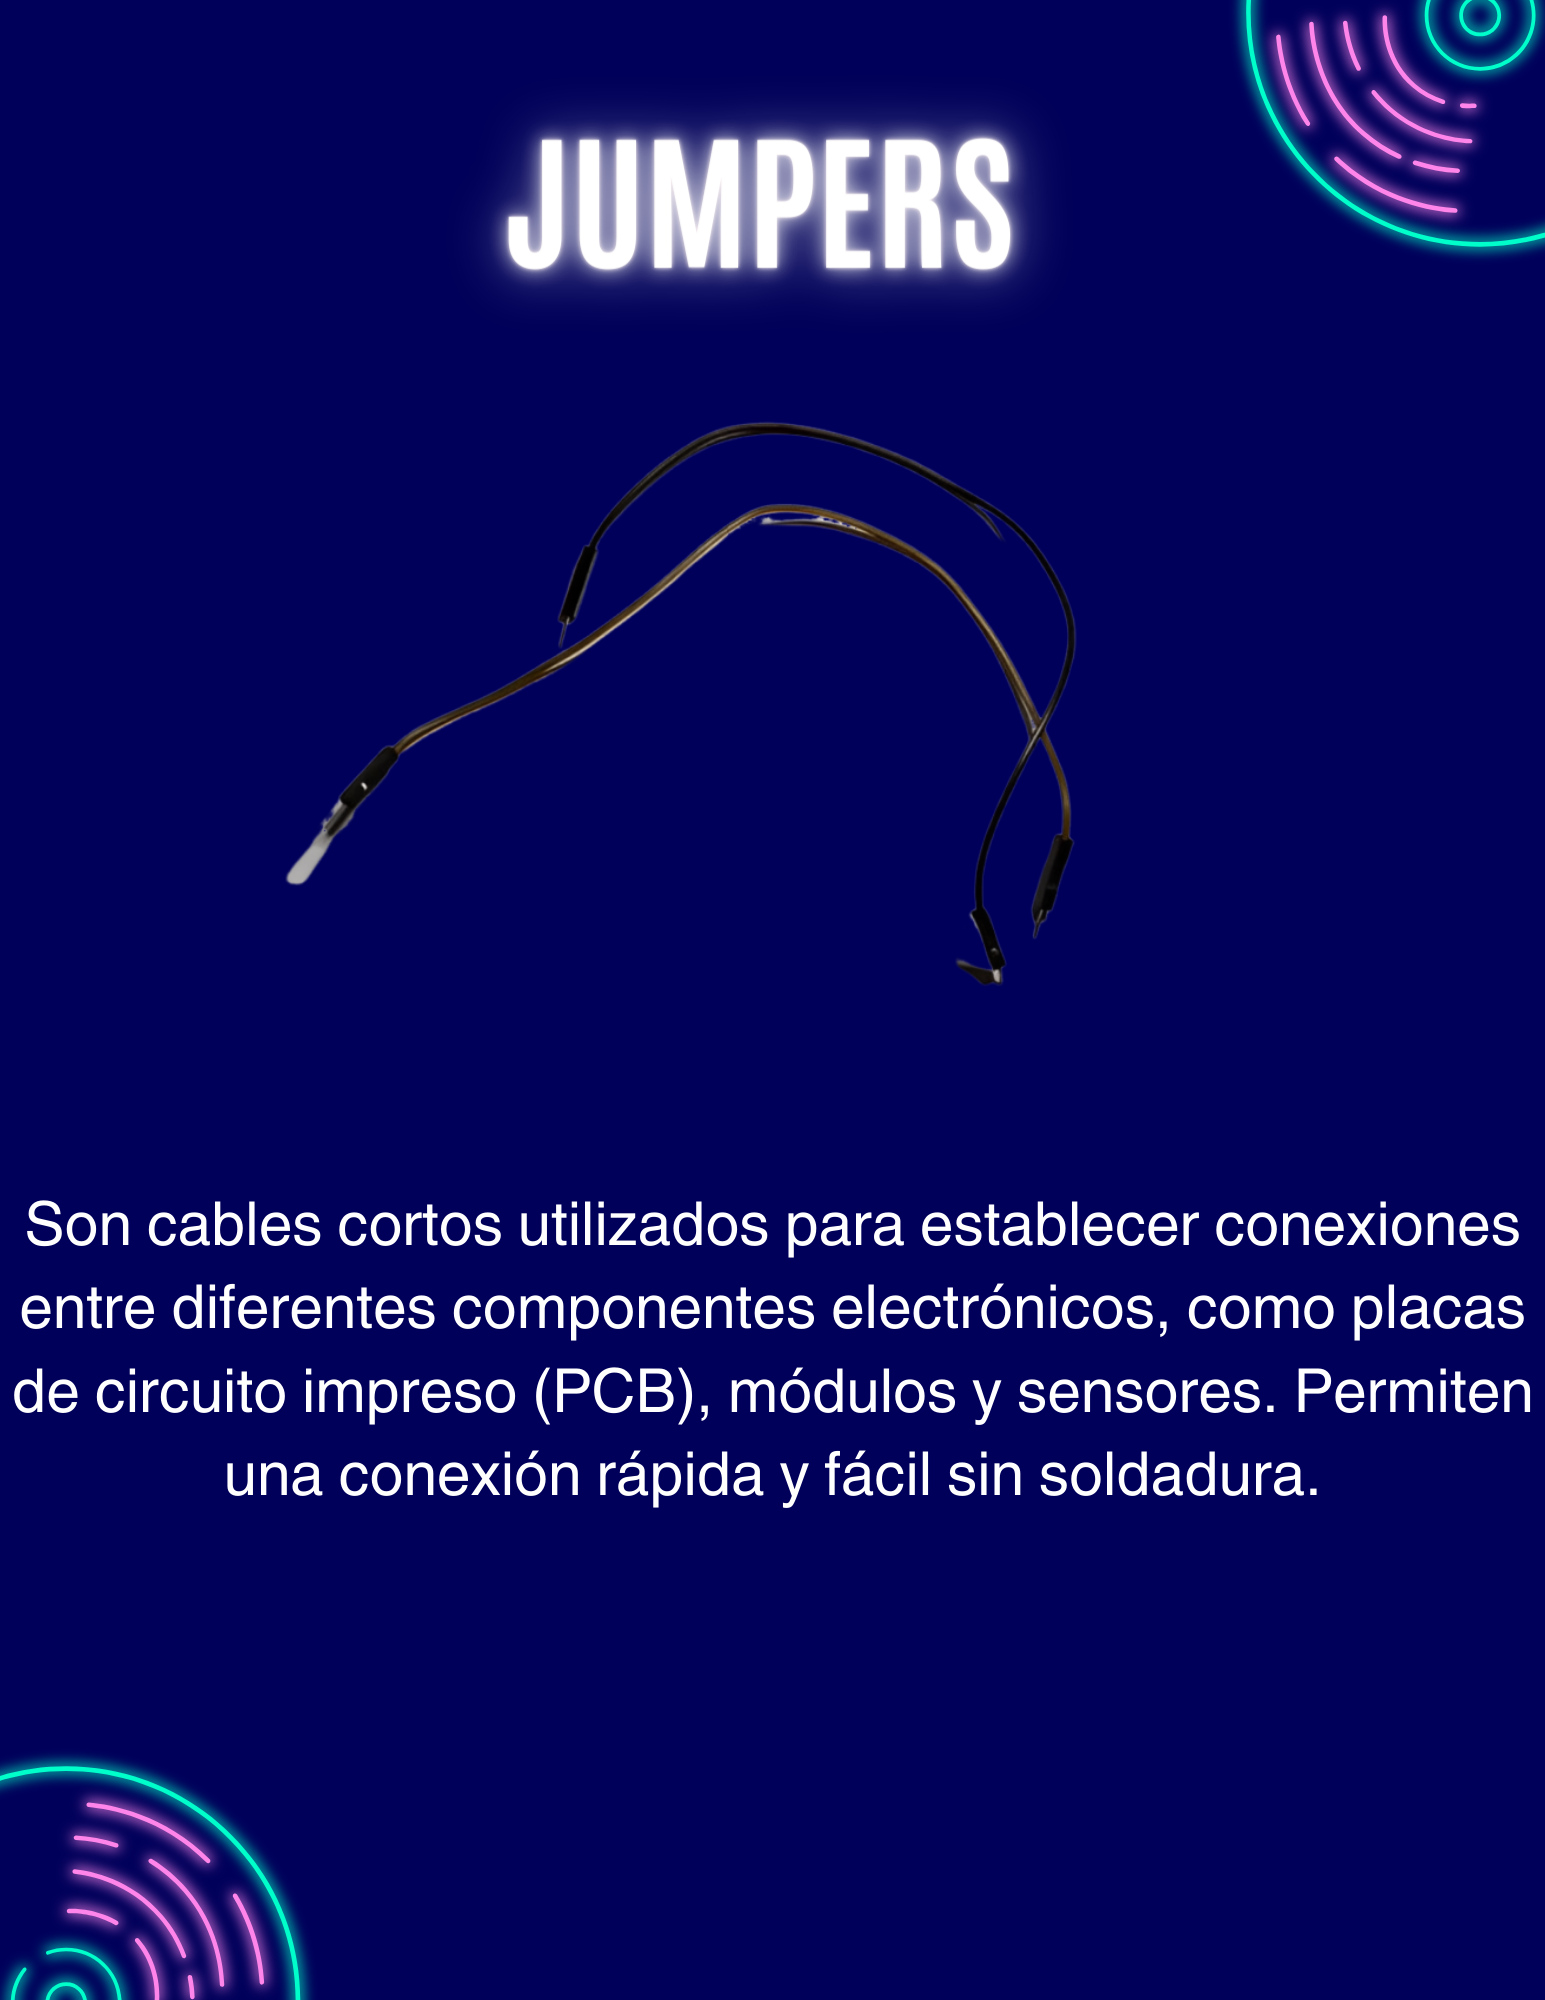 JUMPERS
Son cables cortos utilizados para establecer conexiones
entre diferentes componentes electrónicos, como placas
de circuito impreso (PCB), módulos y sensores. Permiten
una conexión rápida y fácil sin soldadura.